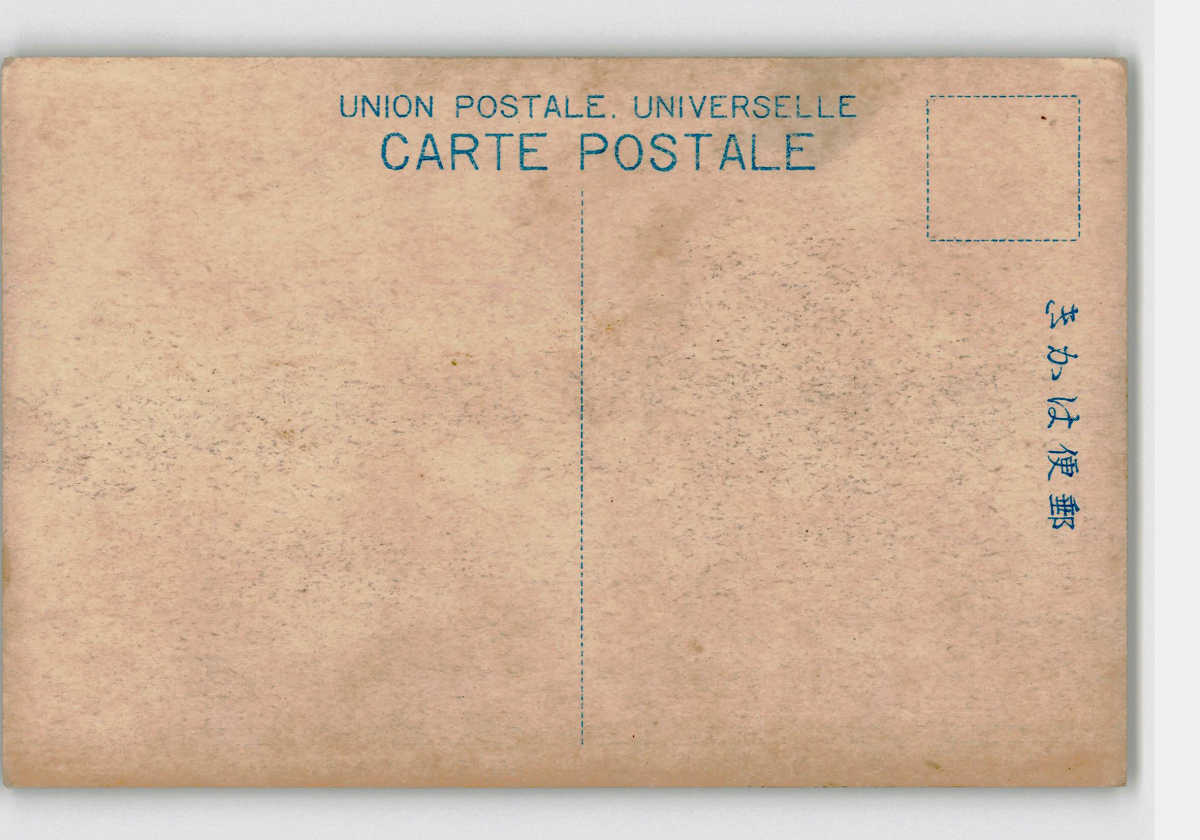 UNION POSTALE. UNIVERSELLE
CARTE POSTALE
郵便はかき